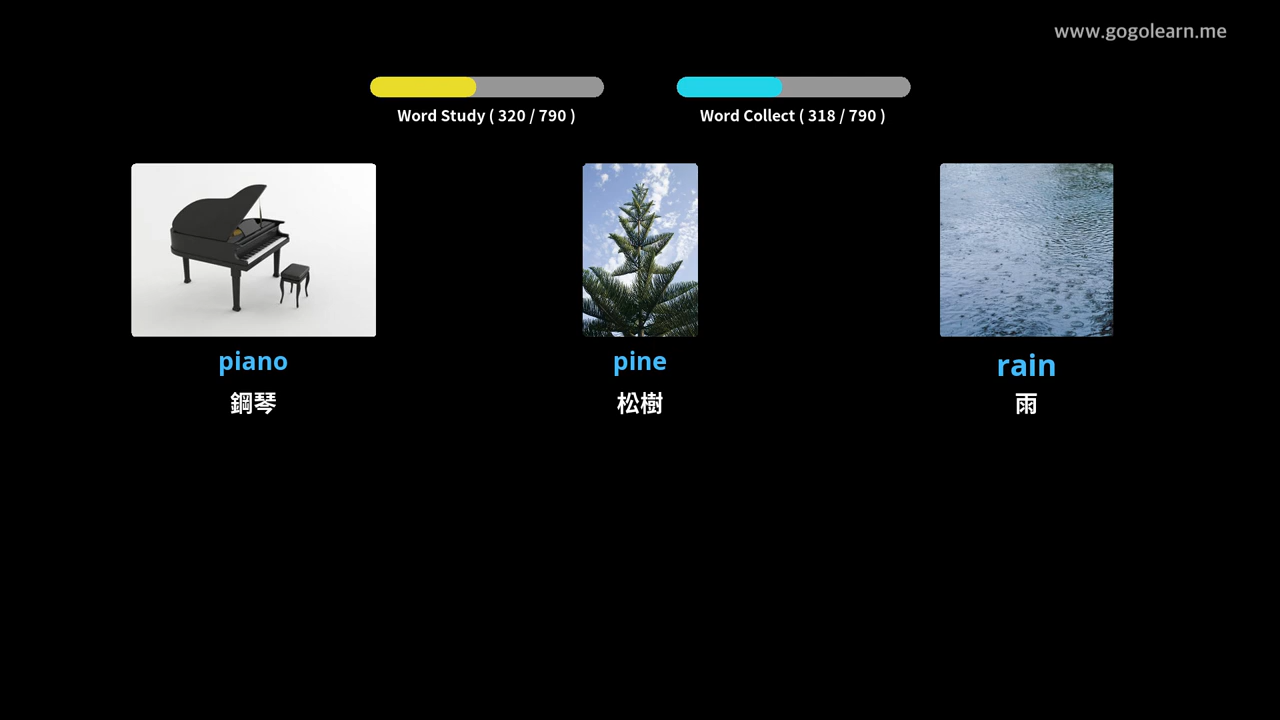 www.gogolearn.me
Word Study ( 320 / 790 )
Word Collect ( 318 / 790 )
piano
pine
rain
鋼琴
松樹
雨